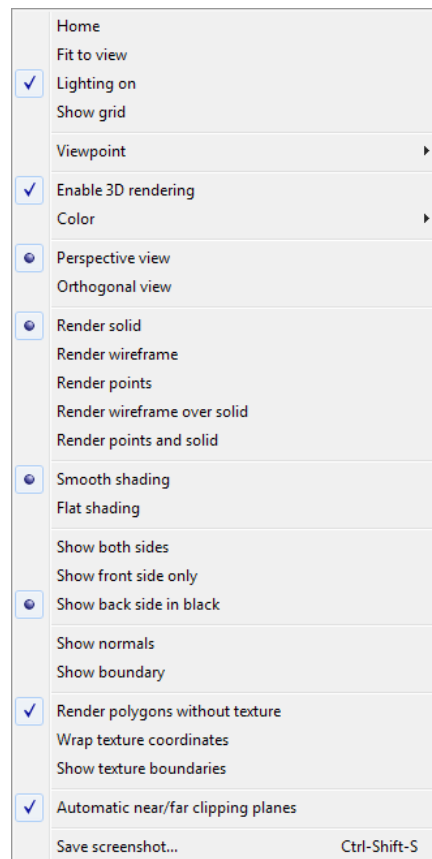 Home
Fit to view
Lighting on
Show grid
Viewpoint
Enable 3D rendering
Color
Perspective view
Orthogonal view
Render solid
Render wireframe
Render points
Render wireframe over solid
Render points and solid
Smooth shading
Flat shading
Show both sides
Show front side only
Show back side in black
Show normals
Show boundary
Render polygons without texture
Wrap texture coordinates
Show texture boundaries
Automatic near/far clipping planes
Save screenshot... Ctrl-Shift-S